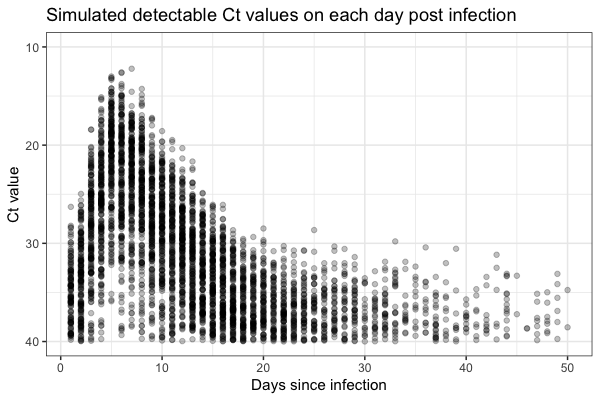 Simulated detectable Ct values on each day post infection
10
20
30
40
Ct value
0 10 20 30 40 50
Days since infection